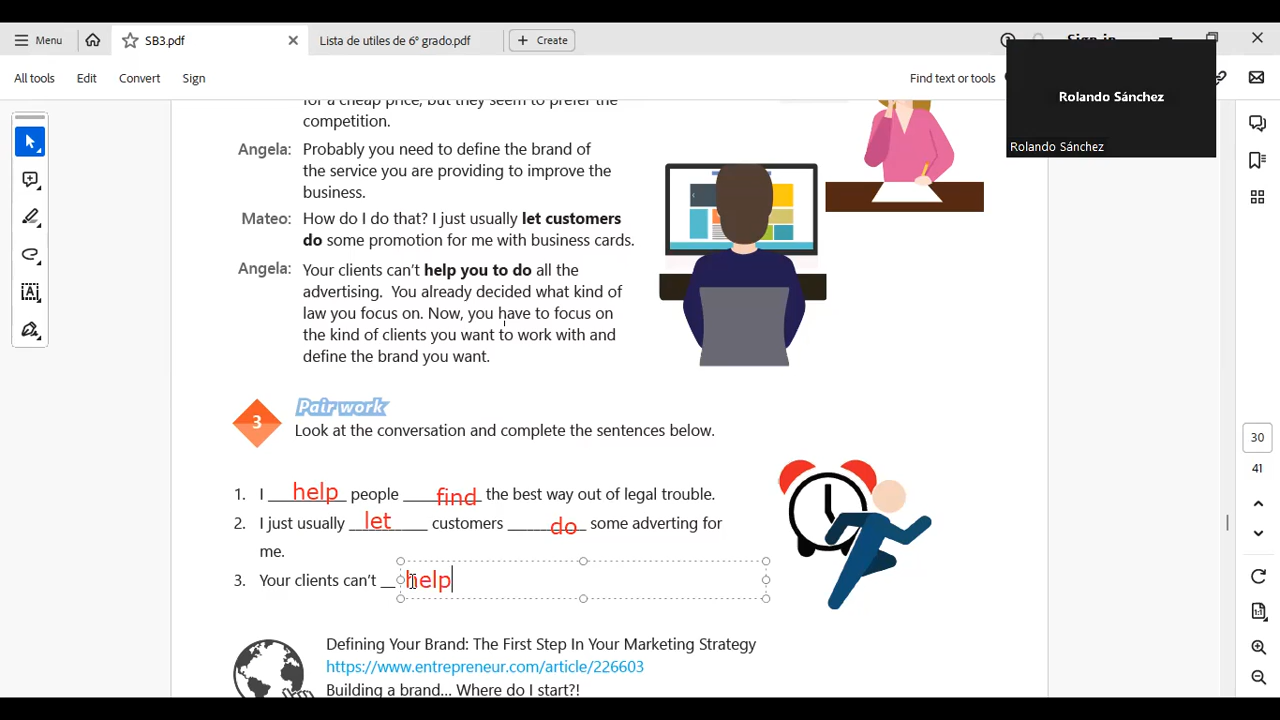 Menu
SB3.pdf
Lista de utiles de 6º grado.pdf
Create
All tools
Edit
Convert
Sign
Find text or tools
Rolando Sánchez
Rolando Sánchez
for a cheap price, but they seem to prefer the
competition.
Angela: Probably you need to define the brand of
the service you are providing to improve the
business.
Mateo: How do I do that? I just usually let customers
do some promotion for me with business cards.
Angela: Your clients can't help you to do all the
advertising. You already decided what kind of
law you focus on. Now, you have to focus on
the kind of clients you want to work with and
define the brand you want.
3
Pair work
Look at the conversation and complete the sentences below.
1. I help people find the best way out of legal trouble.
2. I just usually let customers do some adverting for
me.
3. Your clients can't __ help
Defining Your Brand: The First Step In Your Marketing Strategy
https://www.entrepreneur.com/article/226603
Building a brand... Where do I start?!
30
41